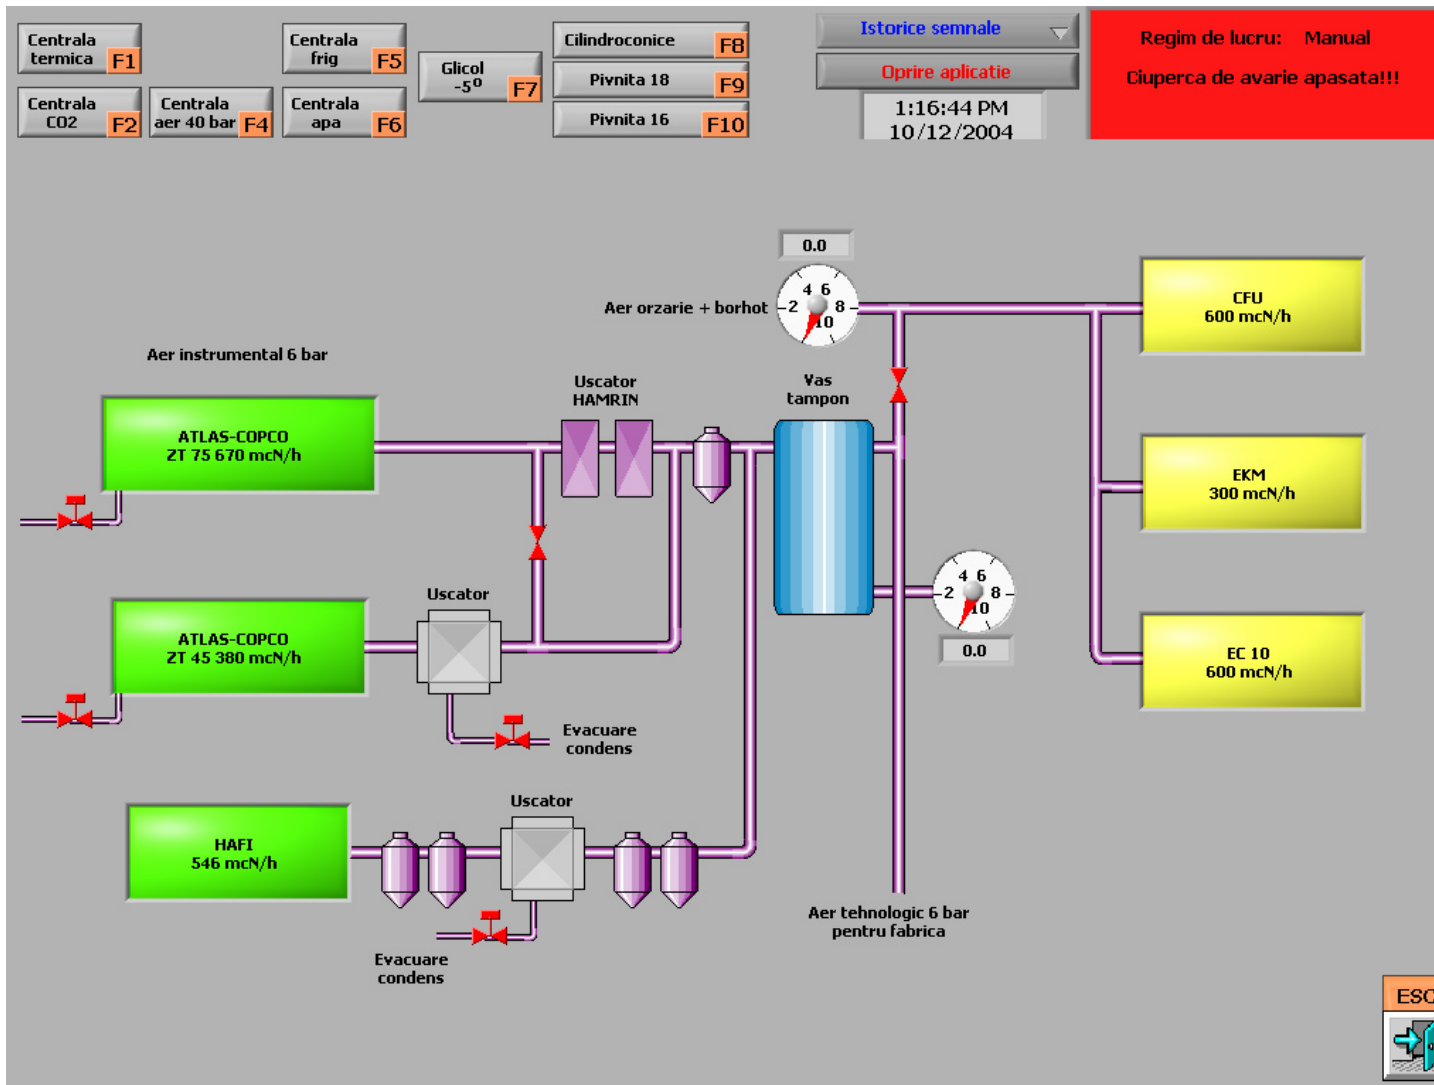 Centrala
termica F1
Centrala
frig F5
Glicol
-5º F7
Cilindroconice F8
Pivnita 18 F9
Pivnita 16 F10
Centrala
CO2 F2
Centrala
aer 40 bar F4
Centrala
apa F6
Istorice semnale
Oprire aplicatie
1:16:44 PM
10/12/2004
Regim de lucru: Manual
Ciuperca de avarie apasata!!!
0.0
Aer orzarie + borhot
2 4 6 8 10
CFU
600 mcN/h
Aer instrumental 6 bar
Uscator
HAMRIN
Vas
tampon
ATLAS-COPCO
ZT 75 670 mcN/h
EKM
300 mcN/h
2 4 6 8 10
0.0
Uscator
ATLAS-COPCO
ZT 45 380 mcN/h
EC 10
600 mcN/h
Evacuare
condens
Uscator
HAFI
546 mcN/h
Aer tehnologic 6 bar
pentru fabrica
Evacuare
condens
ESC